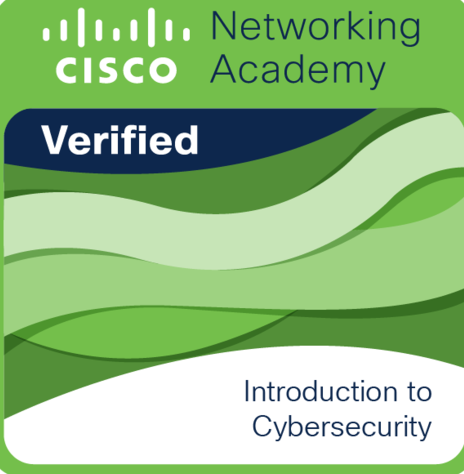 CISCO
Networking
Academy
Verified
Introduction to
Cybersecurity